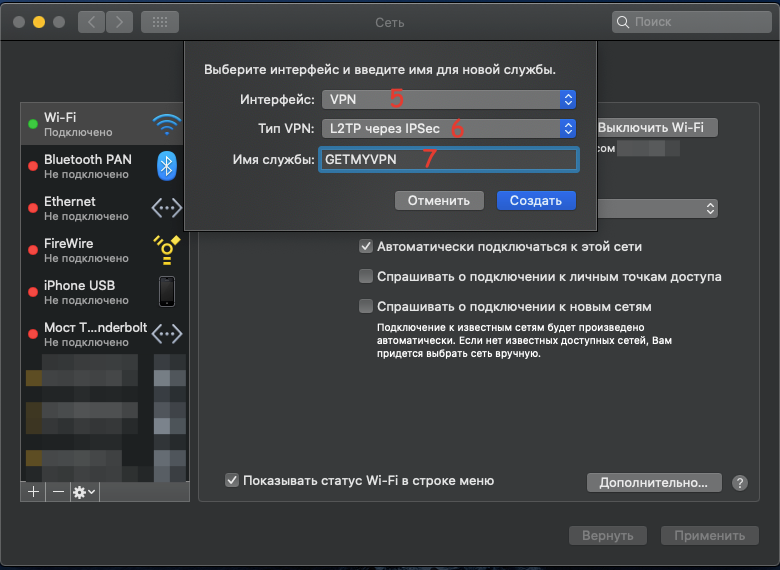 Сеть
Поиск
Выберите интерфейс и введите имя для новой службы.
Интерфейс: VPN 5
Тип VPN: L2TP через IPSec 6
Имя службы: GETMYVPN 7
Отменить Создать
Wi-Fi
Подключено
Bluetooth PAN
Не подключено
Ethernet
Не подключено
FireWire
Не подключено
iPhone USB
Не подключено
Мост T...nderbolt
Не подключено
Выключить Wi-Fi
сом
Автоматически подключаться к этой сети
Спрашивать о подключении к личным точкам доступа
Спрашивать о подключении к новым сетям
Подключение к известным сетям будет произведено
автоматически. Если нет известных доступных сетей, Вам
придется выбрать сеть вручную.
Показывать статус Wi-Fi в строке меню
Дополнительно... ?
Вернуть Применить